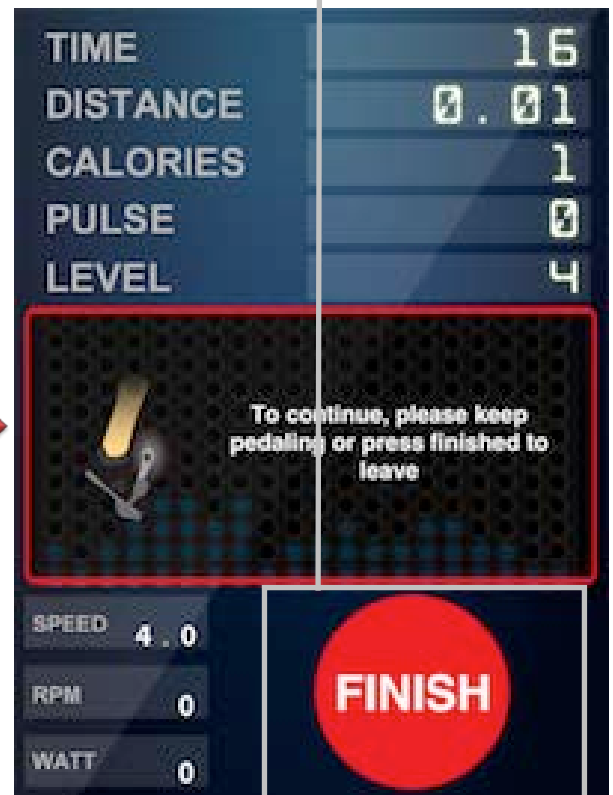 TIME 16
DISTANCE 0.01
CALORIES 1
PULSE 0
LEVEL 4
To continue, please keep
pedaling or press finished to
leave
SPEED 4.0
RPM 0
WATT 0
FINISH